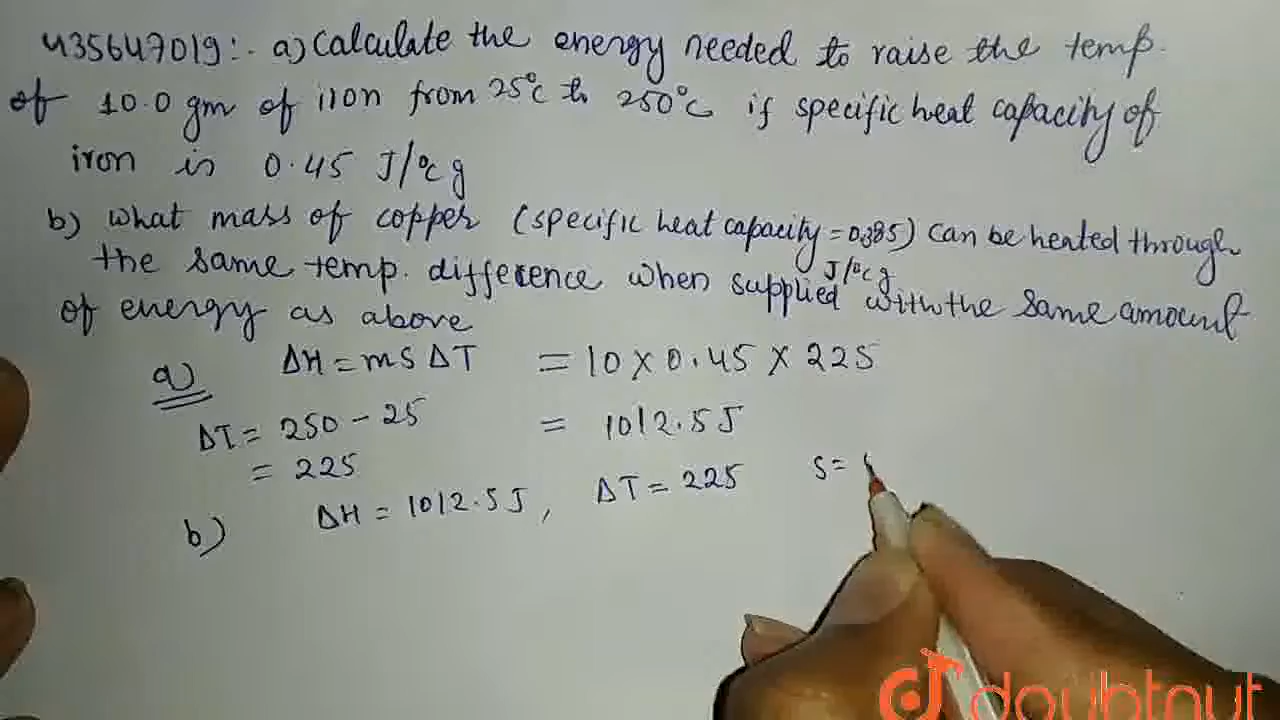 435647019:- a) Calculate the energy needed to raise the temp.
of 10.0 gm of iron from 25°C to 250°C if specific heat capacity of
iron is 0.45 J/°C g
b) What mass of copper (specific heat capacity = 0.385) can be heated through
J/°C g
the same temp. difference when supplied with the same amount
of energy as above
a) ΔH = ms ΔT = 10 × 0.45 × 225
ΔT = 250 - 25 = 1012.5 J
= 225
b) ΔH = 1012.5 J, ΔT = 225 s =
doubtnut